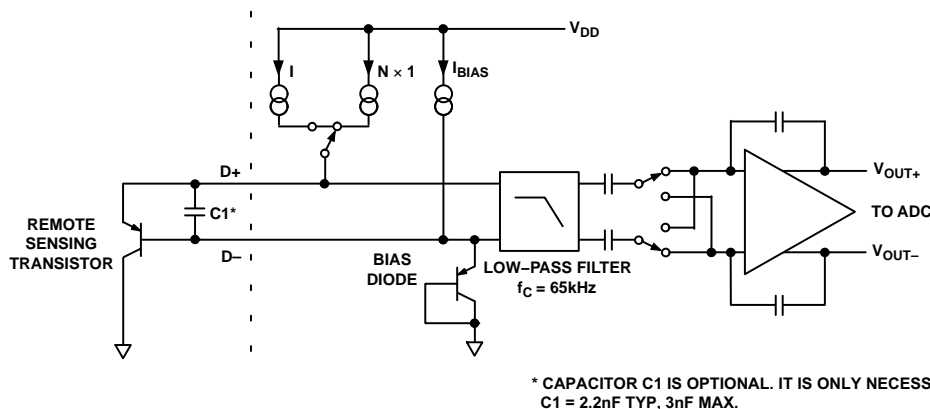 V_DD
I
N × 1
I_BIAS
D+
C1*
D–
REMOTE
SENSING
TRANSISTOR
BIAS
DIODE
LOW–PASS FILTER
f_C = 65kHz
V_OUT+
TO ADC
V_OUT–
* CAPACITOR C1 IS OPTIONAL. IT IS ONLY NECESS
C1 = 2.2nF TYP, 3nF MAX.